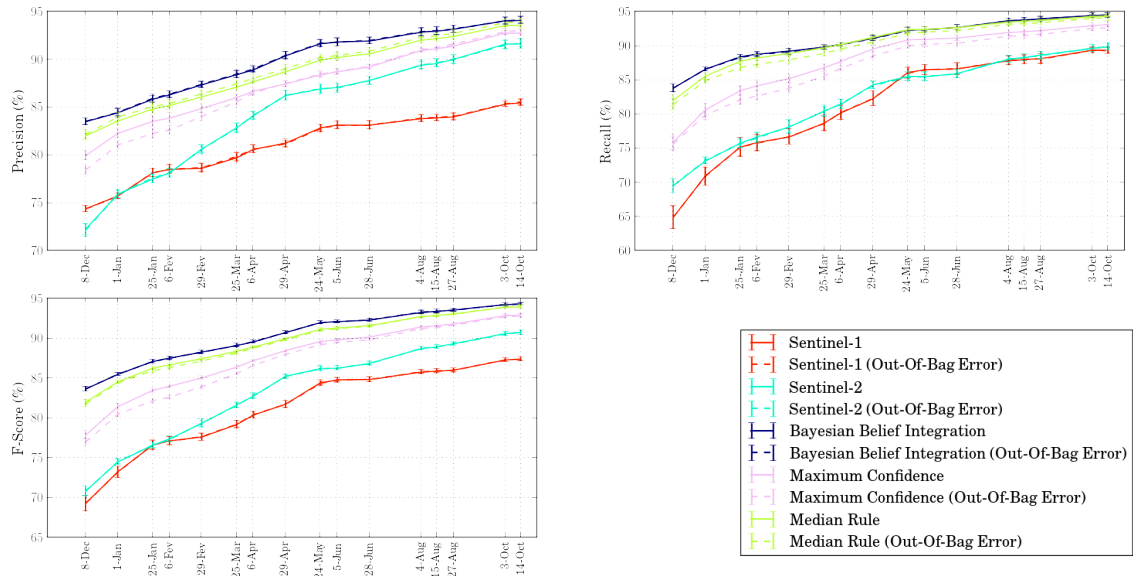 95
90
85
80
75
70
Precision (%)
8-Dec
1-Jan
25-Jan
6-Fev
29-Fev
25-Mar
6-Apr
29-Apr
24-May
5-Jun
28-Jun
4-Aug
15-Aug
27-Aug
3-Oct
14-Oct
95
90
85
80
75
70
65
60
Recall (%)
8-Dec
1-Jan
25-Jan
6-Fev
29-Fev
25-Mar
6-Apr
29-Apr
24-May
5-Jun
28-Jun
4-Aug
15-Aug
27-Aug
3-Oct
14-Oct
95
90
85
80
75
70
65
F-Score (%)
8-Dec
1-Jan
25-Jan
6-Fev
29-Fev
25-Mar
6-Apr
29-Apr
24-May
5-Jun
28-Jun
4-Aug
15-Aug
27-Aug
3-Oct
14-Oct
Sentinel-1
Sentinel-1 (Out-Of-Bag Error)
Sentinel-2
Sentinel-2 (Out-Of-Bag Error)
Bayesian Belief Integration
Bayesian Belief Integration (Out-Of-Bag Error)
Maximum Confidence
Maximum Confidence (Out-Of-Bag Error)
Median Rule
Median Rule (Out-Of-Bag Error)